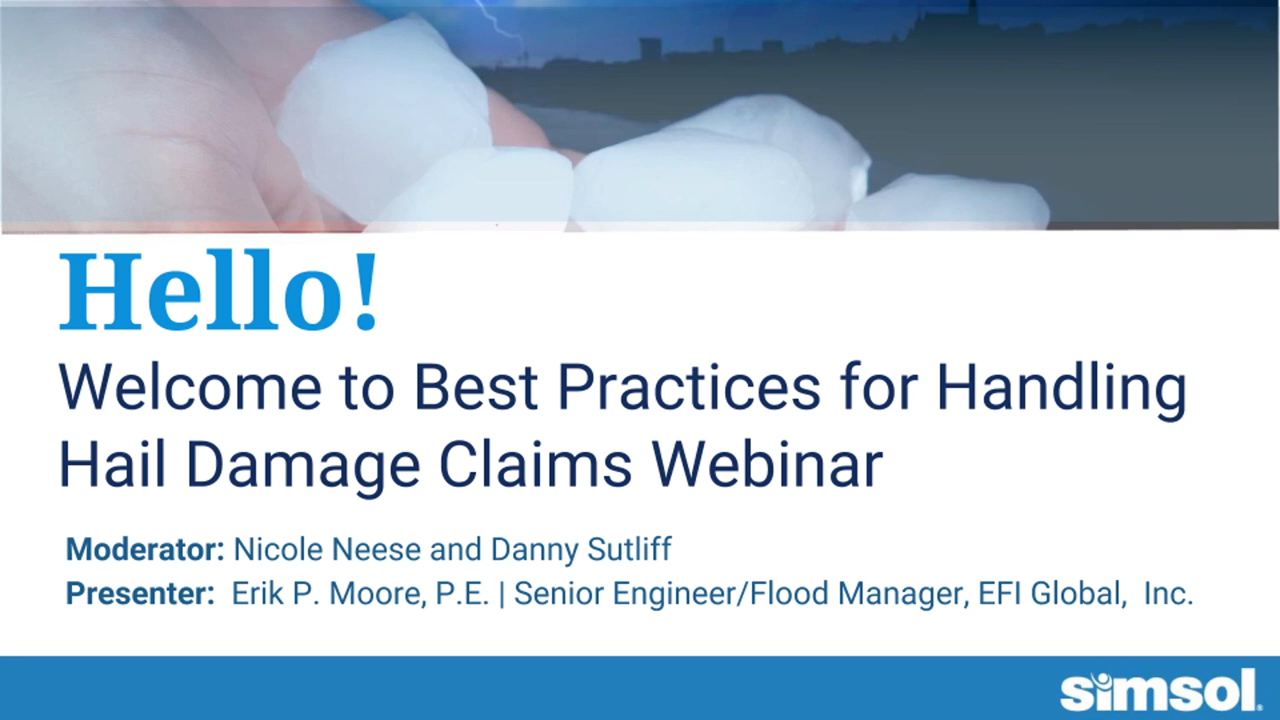 Hello!
Welcome to Best Practices for Handling
Hail Damage Claims Webinar
Moderator: Nicole Neese and Danny Sutliff
Presenter: Erik P. Moore, P.E. | Senior Engineer/Flood Manager, EFI Global, Inc.
simsol®